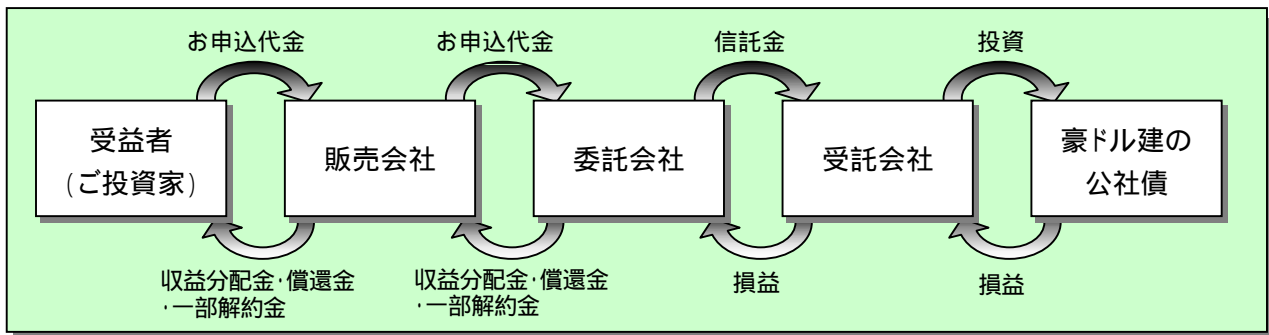 お申込代金
お申込代金
信託金
投資
受益者
(ご投資家)
販売会社
委託会社
受託会社
豪ドル建の
公社債
収益分配金・償還金
・一部解約金
収益分配金・償還金
・一部解約金
損益
損益